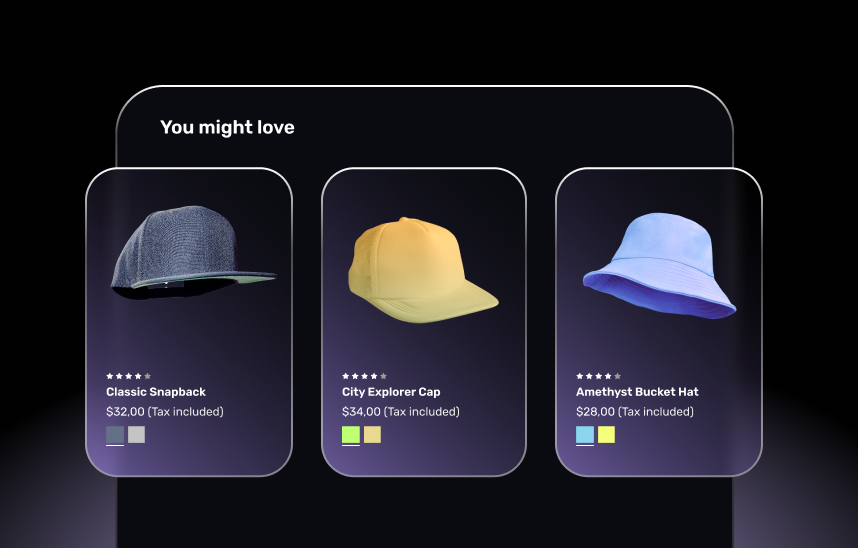 You might love
Classic Snapback
$32,00 (Tax included)
City Explorer Cap
$34,00 (Tax included)
Amethyst Bucket Hat
$28,00 (Tax included)